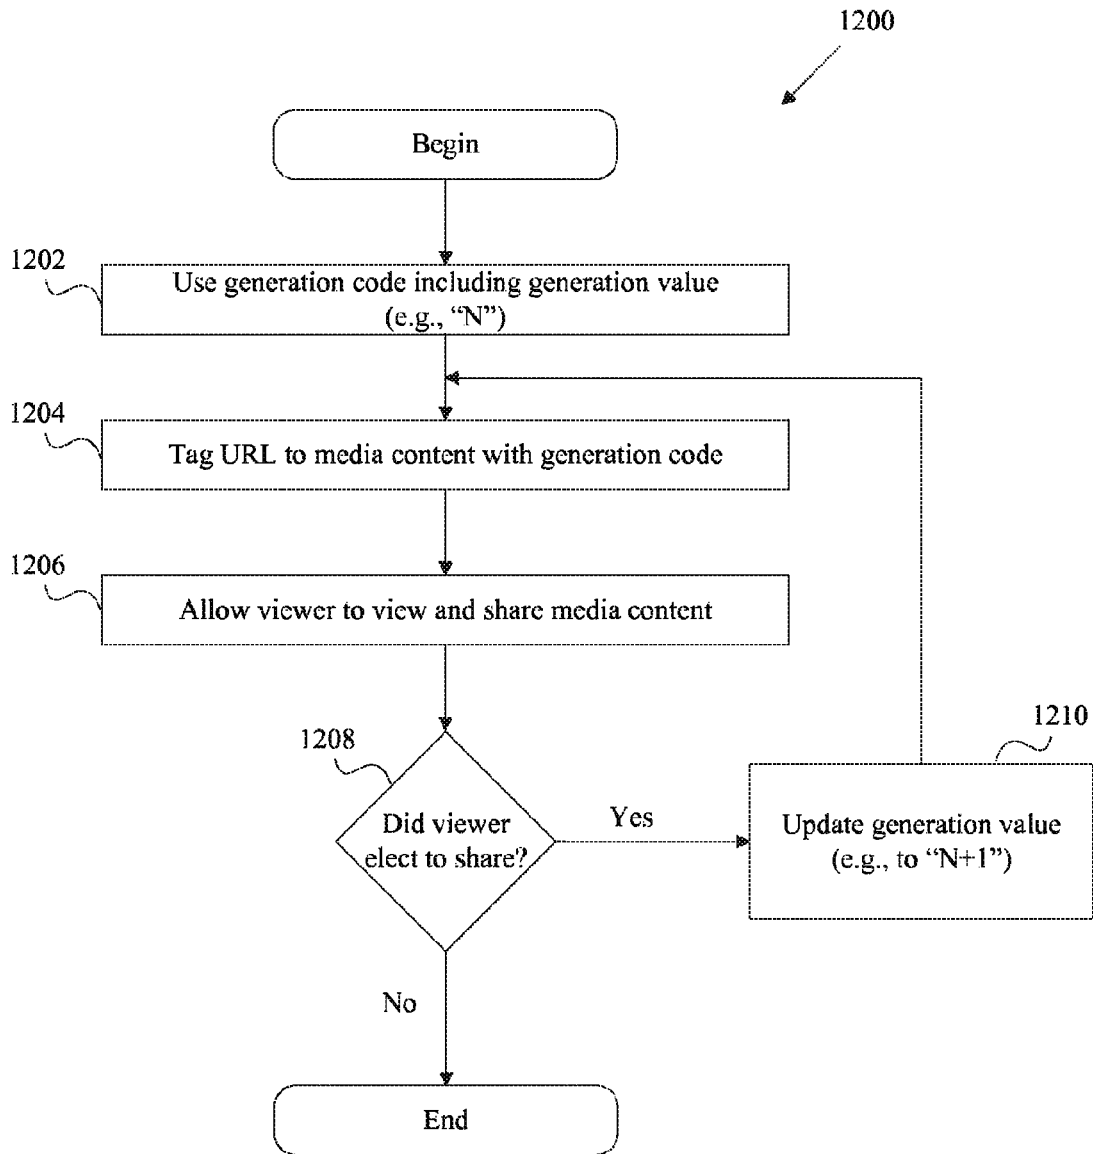 1200
Begin
1202
Use generation code including generation value
(e.g., “N”)
1204
Tag URL to media content with generation code
1206
Allow viewer to view and share media content
1208
Did viewer
elect to share?
Yes
1210
Update generation value
(e.g., to “N+1”)
No
End